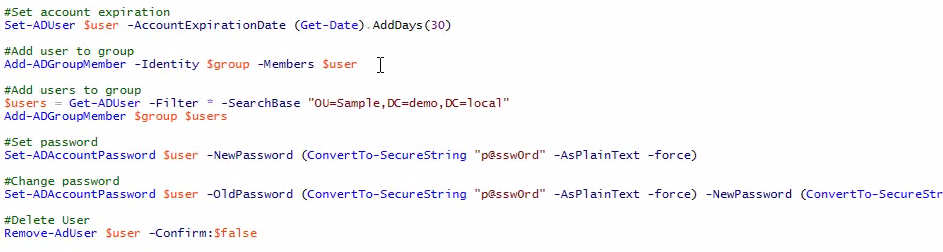 #Set account expiration
Set-ADUser $user -AccountExpirationDate (Get-Date).AddDays(30)
#Add user to group
Add-ADGroupMember -Identity $group -Members $user
#Add users to group
$users = Get-ADUser -Filter * -SearchBase "OU=Sample,DC=demo,DC=local"
Add-ADGroupMember $group $users
#Set password
Set-ADAccountPassword $user -NewPassword (ConvertTo-SecureString "p@ssw0rd" -AsPlainText -force)
#Change password
Set-ADAccountPassword $user -OldPassword (ConvertTo-SecureString "p@ssw0rd" -AsPlainText -force) -NewPassword (ConvertTo-SecureStr
#Delete User
Remove-AdUser $user -Confirm:$false